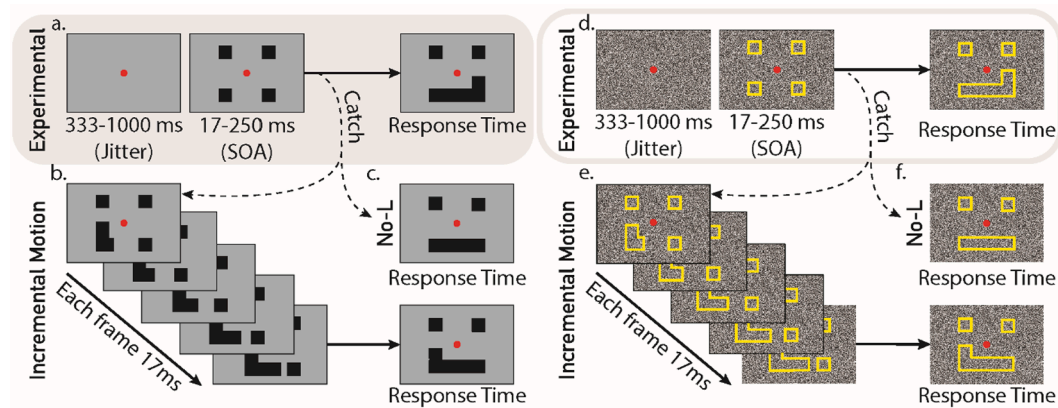 a.
Experimental
333-1000 ms
(Jitter)
17-250 ms
(SOA)
Catch
Response Time
b.
Incremental Motion
Each frame 17ms
c.
No-L
Response Time
Response Time
d.
Experimental
333-1000 ms
(Jitter)
17-250 ms
(SOA)
Catch
Response Time
e.
Incremental Motion
Each frame 17ms
f.
No-L
Response Time
Response Time